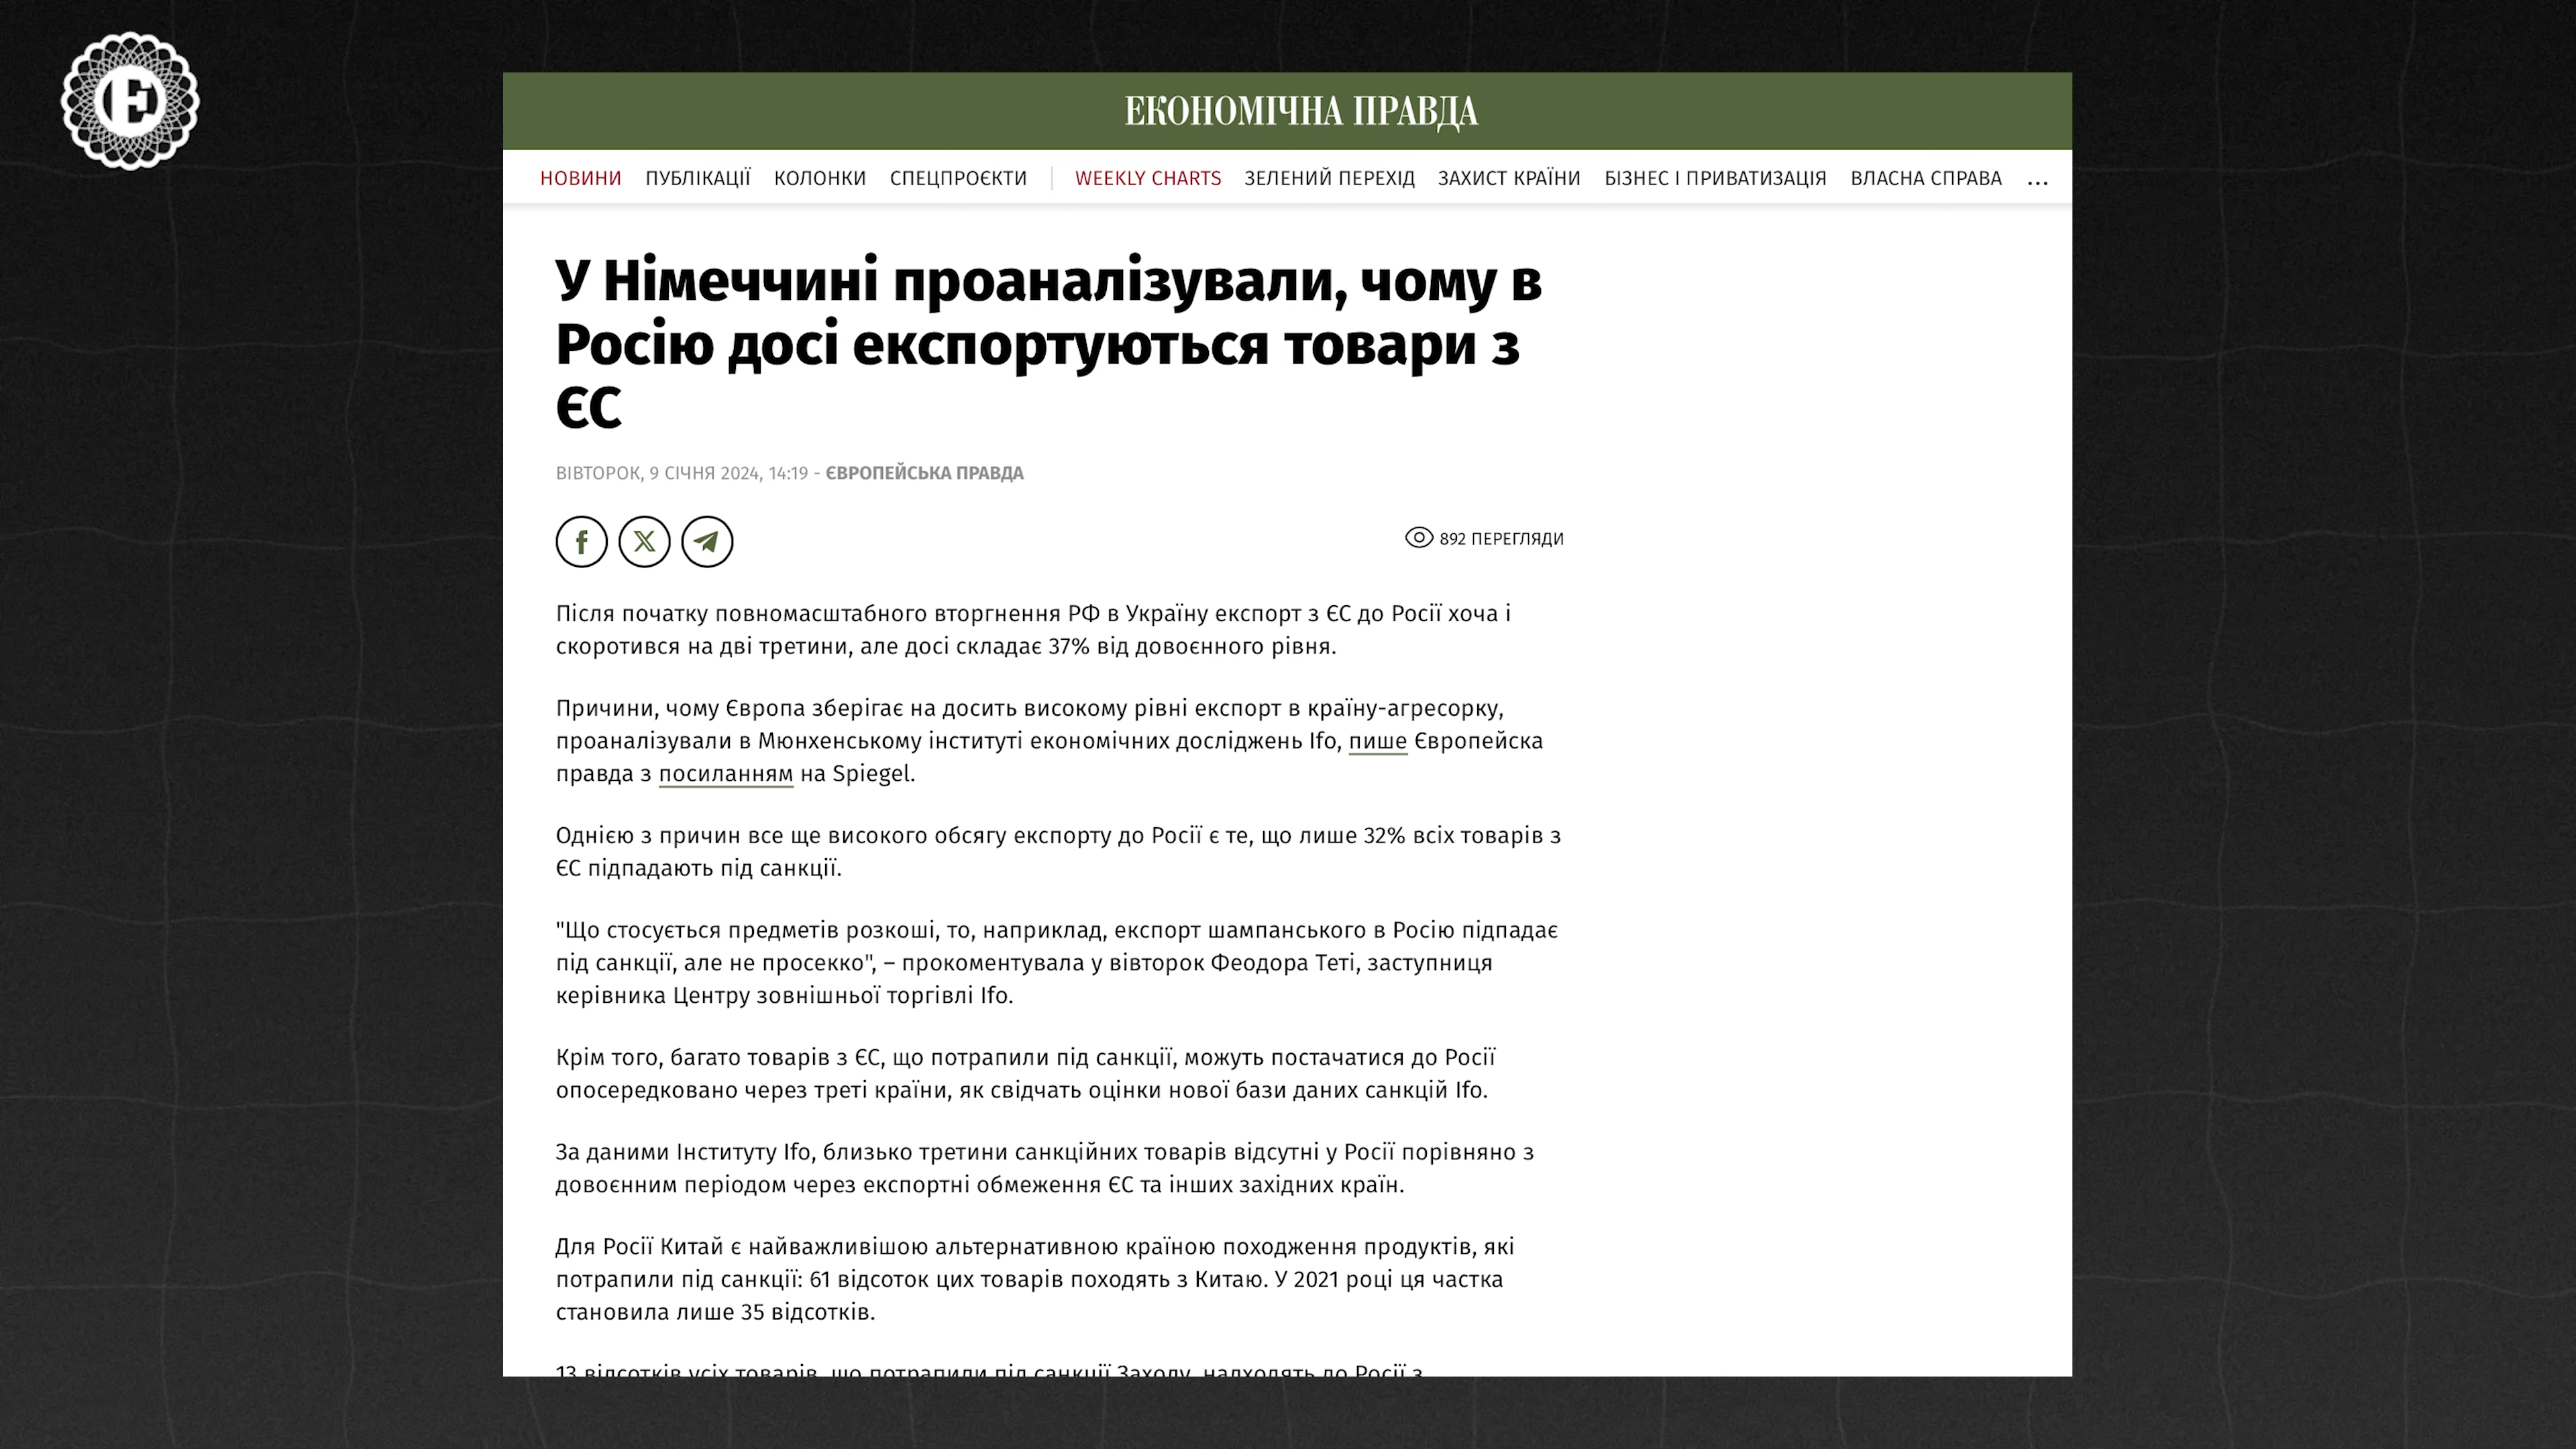 E
ЕКОНОМІЧНА ПРАВДА
НОВИНИ ПУБЛІКАЦІЇ КОЛОНКИ СПЕЦПРОЄКТИ WEEKLY CHARTS ЗЕЛЕНИЙ ПЕРЕХІД ЗАХИСТ КРАЇНИ БІЗНЕС І ПРИВАТИЗАЦІЯ ВЛАСНА СПРАВА ...
У Німеччині проаналізували, чому в
Росію досі експортуються товари з
ЄС
ВІВТОРОК, 9 СІЧНЯ 2024, 14:19 - ЄВРОПЕЙСЬКА ПРАВДА
892 ПЕРЕГЛЯДИ
Після початку повномасштабного вторгнення РФ в Україну експорт з ЄС до Росії хоча і
скоротився на дві третини, але досі складає 37% від довоєнного рівня.
Причини, чому Європа зберігає на досить високому рівні експорт в країну-агресорку,
проаналізували в Мюнхенському інституті економічних досліджень Ifo, пише Європейска
правда з посиланням на Spiegel.
Однією з причин все ще високого обсягу експорту до Росії є те, що лише 32% всіх товарів з
ЄС підпадають під санкції.
"Що стосується предметів розкоші, то, наприклад, експорт шампанського в Росію підпадає
під санкції, але не просекко", – прокоментувала у вівторок Феодора Теті, заступниця
керівника Центру зовнішньої торгівлі Ifo.
Крім того, багато товарів з ЄС, що потрапили під санкції, можуть постачатися до Росії
опосередковано через треті країни, як свідчать оцінки нової бази даних санкцій Ifo.
За даними Інституту Ifo, близько третини санкційних товарів відсутні у Росії порівняно з
довоєнним періодом через експортні обмеження ЄС та інших західних країн.
Для Росії Китай є найважливішою альтернативною країною походження продуктів, які
потрапили під санкції: 61 відсоток цих товарів походять з Китаю. У 2021 році ця частка
становила лише 35 відсотків.
13 відсотків усіх товарів, що потрапили під санкції Заходу, надходять до Росії з